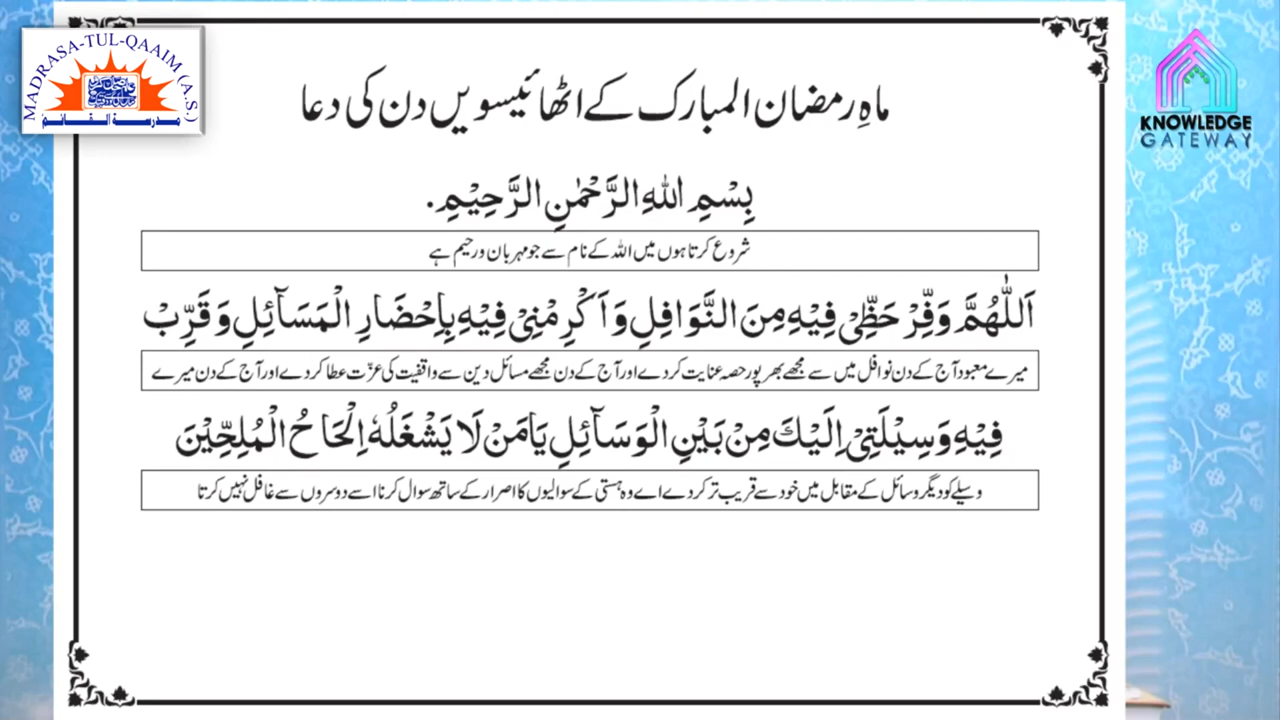 MADRASA-TUL-QAAIM (A.S)
مدرسة القائم
KNOWLEDGE
GATEWAY
ماہِ رمضان المبارک کے اٹھائیسویں دن کی دعا
بِسْمِ اللهِ الرَّحْمٰنِ الرَّحِيْمِ.
شروع کرتا ہوں میں اللہ کے نام سے جو مہربان و رحیم ہے
اَللّٰهُمَّ وَفِّرْ حَظِّيْ فِيْهِ مِنَ النَّوَافِلِ وَ اَكْرِمْنِيْ فِيْهِ بِاِحْضَارِ الْمَسَآئِلِ وَ قَرِّبْ
میرے معبود آج کے دن نوافل میں سے مجھے بھرپور حصہ عنایت کردے اور آج کے دن مجھے مسائل دین سے واقفیت کی عزّت عطا کردے اور آج کے دن میرے
فِيْهِ وَسِيْلَتِيْ اِلَيْكَ مِنْ بَيْنِ الْوَسَآئِلِ يَا مَنْ لَا يَشْغَلُهٗ اِلْحَاحُ الْمُلِحِّيْنَ
وسیلے کو دیگر وسائل کے مقابل میں خود سے قریب تر کردے اے وہ ہستی کے سوالیوں کا اصرار کے ساتھ سوال کرنا اسے دوسروں سے غافل نہیں کرتا